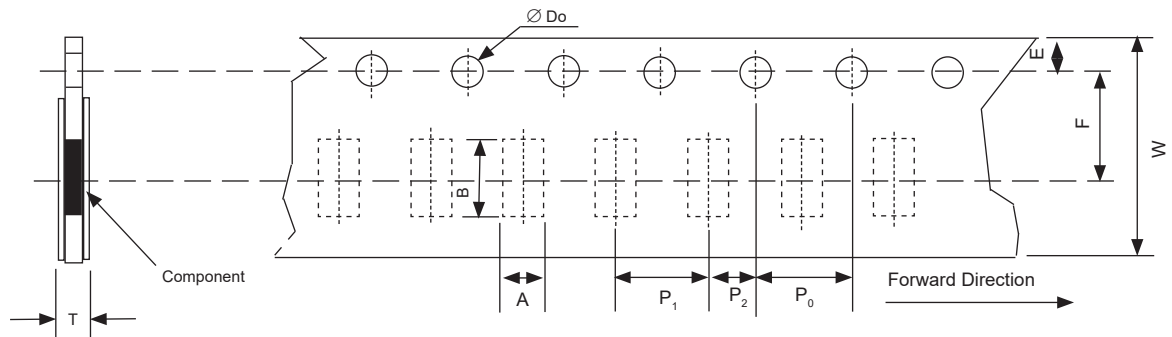 ∅ Do
E
F
W
B
Component
A
P₁
P₂
P₀
Forward Direction
T